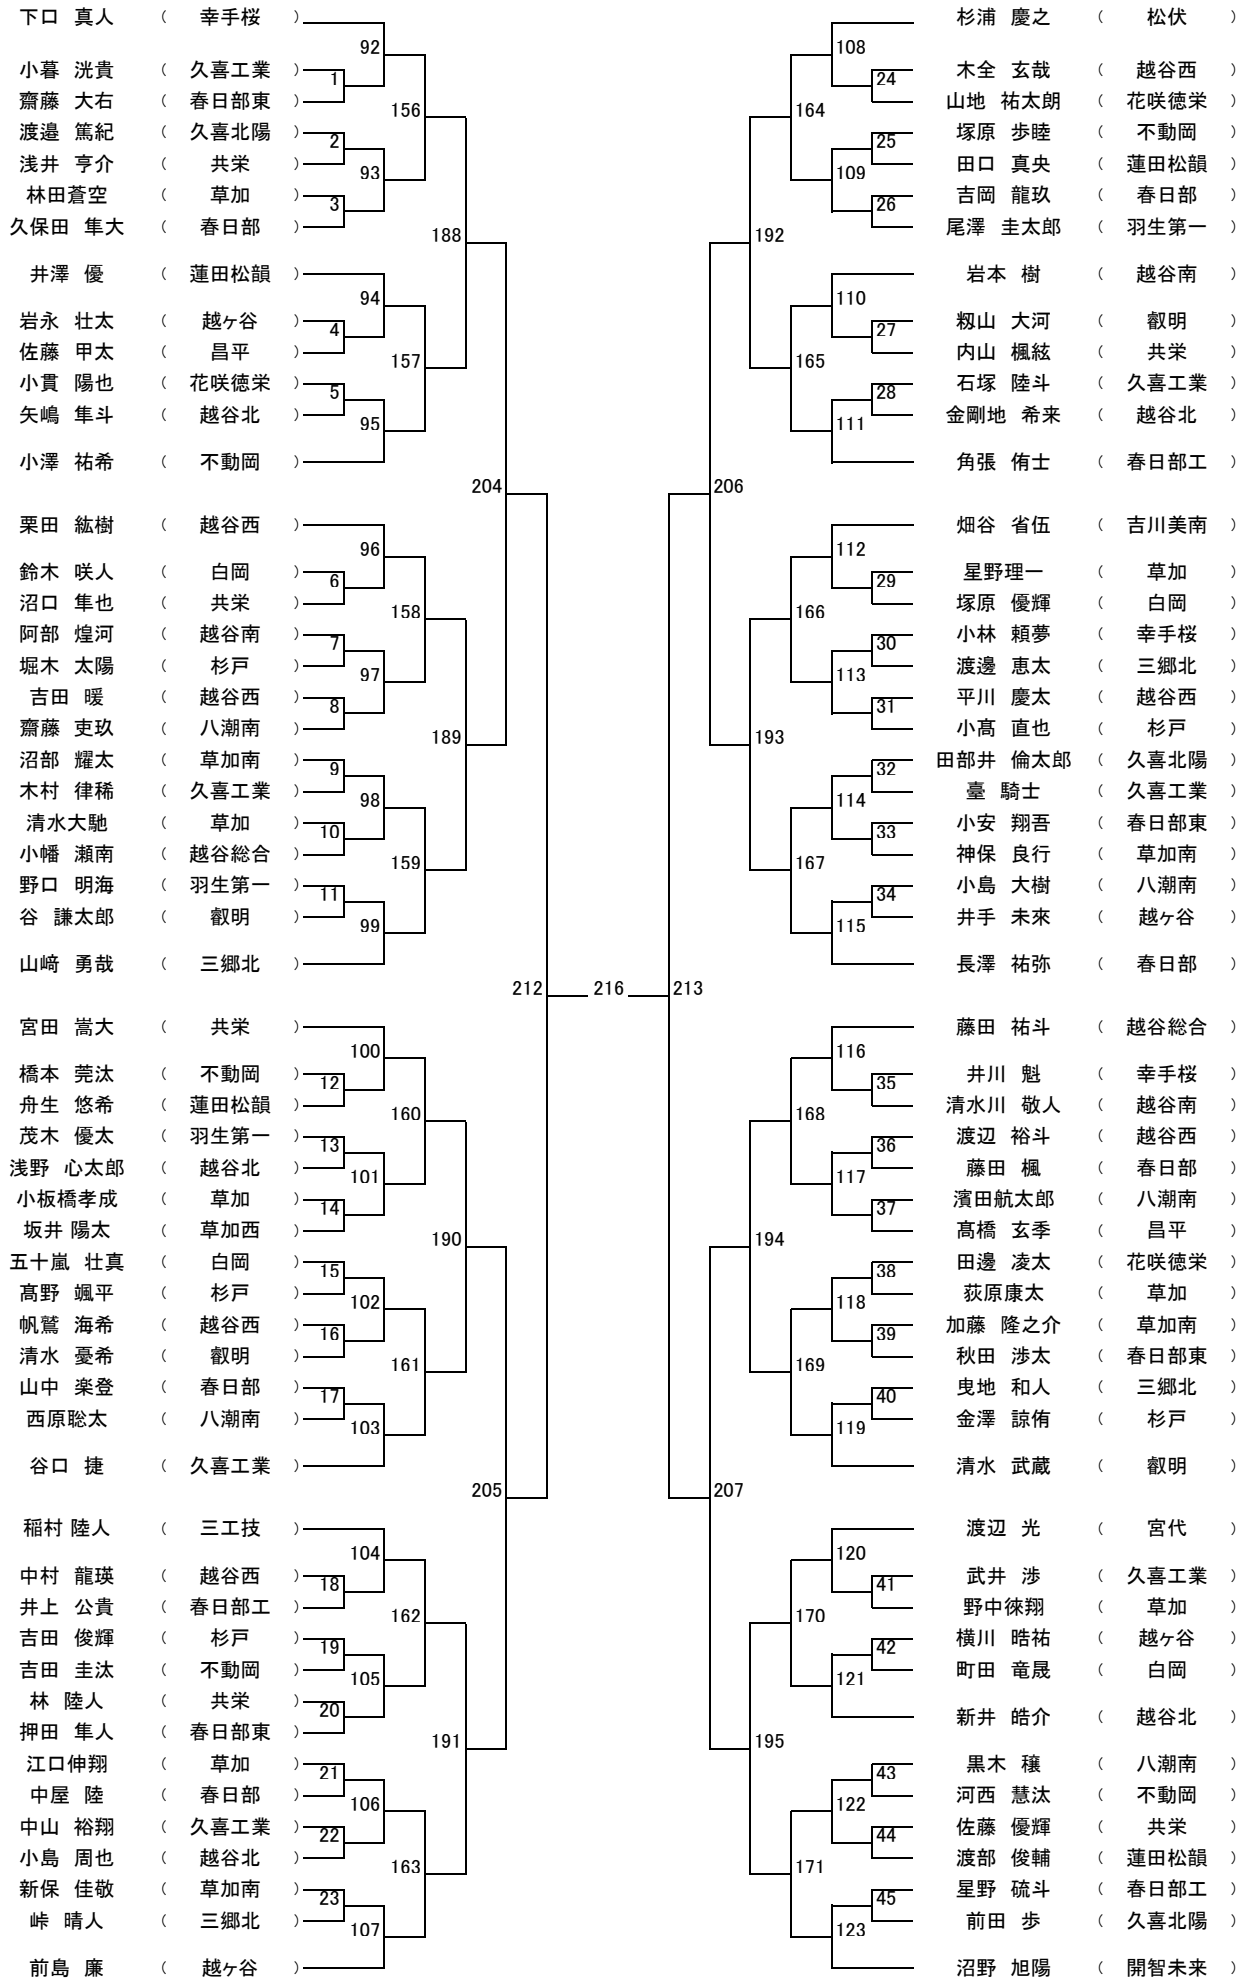 下口 真人 （ 幸手桜 ） 杉浦 慶之 （ 松伏 ）
92 108
小暮 洸貴 （ 久喜工業 ） 木全 玄哉 （ 越谷西 ）
1 24
齋藤 大右 （ 春日部東 ） 山地 祐太朗 （ 花咲徳栄 ）
156 164
渡邉 篤紀 （ 久喜北陽 ） 塚原 歩睦 （ 不動岡 ）
2 25
浅井 亨介 （ 共栄 ） 田口 真央 （ 蓮田松韻 ）
93 109
林田蒼空 （ 草加 ） 吉岡 龍玖 （ 春日部 ）
3 26
久保田 隼大 （ 春日部 ） 尾澤 圭太郎 （ 羽生第一 ）
188 192
井澤 優 （ 蓮田松韻 ） 岩本 樹 （ 越谷南 ）
94 110
岩永 壮太 （ 越ヶ谷 ） 籾山 大河 （ 叡明 ）
4 27
佐藤 甲太 （ 昌平 ） 内山 楓絃 （ 共栄 ）
157 165
小貫 陽也 （ 花咲徳栄 ） 石塚 陸斗 （ 久喜工業 ）
5 28
矢嶋 隼斗 （ 越谷北 ） 金剛地 希来 （ 越谷北 ）
95 111
小澤 祐希 （ 不動岡 ） 角張 侑士 （ 春日部工 ）
204 206
栗田 紘樹 （ 越谷西 ） 畑谷 省伍 （ 吉川美南 ）
96 112
鈴木 咲人 （ 白岡 ） 星野理一 （ 草加 ）
6 29
沼口 隼也 （ 共栄 ） 塚原 優輝 （ 白岡 ）
158 166
阿部 煌河 （ 越谷南 ） 小林 頼夢 （ 幸手桜 ）
7 30
堀木 太陽 （ 杉戸 ） 渡邊 恵太 （ 三郷北 ）
97 113
吉田 暖 （ 越谷西 ） 平川 慶太 （ 越谷西 ）
8 31
齋藤 吏玖 （ 八潮南 ） 小髙 直也 （ 杉戸 ）
189 193
沼部 耀太 （ 草加南 ） 田部井 倫太郎 （ 久喜北陽 ）
9 32
木村 律稀 （ 久喜工業 ） 臺 騎士 （ 久喜工業 ）
98 114
清水大馳 （ 草加 ） 小安 翔吾 （ 春日部東 ）
10 33
小幡 瀬南 （ 越谷総合 ） 神保 良行 （ 草加南 ）
159 167
野口 明海 （ 羽生第一 ） 小島 大樹 （ 八潮南 ）
11 34
谷 謙太郎 （ 叡明 ） 井手 未來 （ 越ヶ谷 ）
99 115
山﨑 勇哉 （ 三郷北 ） 長澤 祐弥 （ 春日部 ）
212 216 213
宮田 嵩大 （ 共栄 ） 藤田 祐斗 （ 越谷総合 ）
100 116
橋本 莞汰 （ 不動岡 ） 井川 魁 （ 幸手桜 ）
12 35
舟生 悠希 （ 蓮田松韻 ） 清水川 敬人 （ 越谷南 ）
160 168
茂木 優太 （ 羽生第一 ） 渡辺 裕斗 （ 越谷西 ）
13 36
浅野 心太郎 （ 越谷北 ） 藤田 楓 （ 春日部 ）
101 117
小板橋孝成 （ 草加 ） 濱田航太郎 （ 八潮南 ）
14 37
坂井 陽太 （ 草加西 ） 髙橋 玄季 （ 昌平 ）
190 194
五十嵐 壮真 （ 白岡 ） 田邊 凌太 （ 花咲徳栄 ）
15 38
髙野 颯平 （ 杉戸 ） 荻原康太 （ 草加 ）
102 118
帆鷲 海希 （ 越谷西 ） 加藤 隆之介 （ 草加南 ）
16 39
清水 憂希 （ 叡明 ） 秋田 渉太 （ 春日部東 ）
161 169
山中 楽登 （ 春日部 ） 曳地 和人 （ 三郷北 ）
17 40
西原聡太 （ 八潮南 ） 金澤 諒侑 （ 杉戸 ）
103 119
谷口 捷 （ 久喜工業 ） 清水 武蔵 （ 叡明 ）
205 207
稲村 陸人 （ 三工技 ） 渡辺 光 （ 宮代 ）
104 120
中村 龍瑛 （ 越谷西 ） 武井 渉 （ 久喜工業 ）
18 41
井上 公貴 （ 春日部工 ） 野中徠翔 （ 草加 ）
162 170
吉田 俊輝 （ 杉戸 ） 横川 晧祐 （ 越ヶ谷 ）
19 42
吉田 圭汰 （ 不動岡 ） 町田 竜晟 （ 白岡 ）
105 121
林 陸人 （ 共栄 ） 新井 皓介 （ 越谷北 ）
20
押田 隼人 （ 春日部東 ）
191 195
江口伸翔 （ 草加 ） 黒木 穣 （ 八潮南 ）
21 43
中屋 陸 （ 春日部 ） 河西 慧汰 （ 不動岡 ）
106 122
中山 裕翔 （ 久喜工業 ） 佐藤 優輝 （ 共栄 ）
22 44
小島 周也 （ 越谷北 ） 渡部 俊輔 （ 蓮田松韻 ）
163 171
新保 佳敬 （ 草加南 ） 星野 硫斗 （ 春日部工 ）
23 45
峠 晴人 （ 三郷北 ） 前田 歩 （ 久喜北陽 ）
107 123
前島 廉 （ 越ヶ谷 ） 沼野 旭陽 （ 開智未来 ）